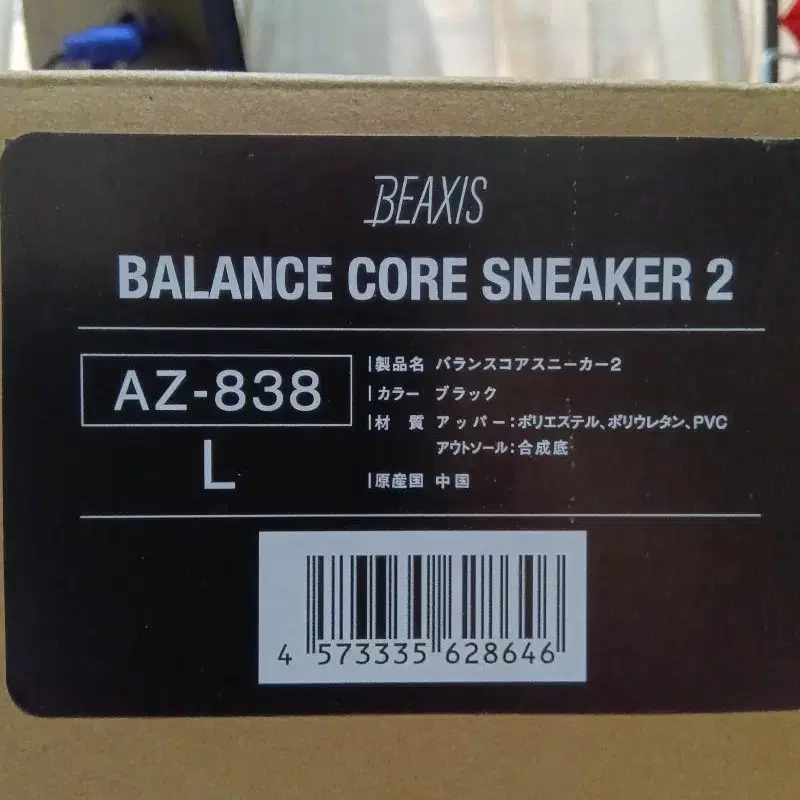 BEAXIS
BALANCE CORE SNEAKER 2
AZ-838
L
製品名 バランスコアスニーカー2
カラー ブラック
材 質 アッパー:ポリエステル、ポリウレタン、PVC
アウトソール:合成底
原産国 中国
4 573335 628646